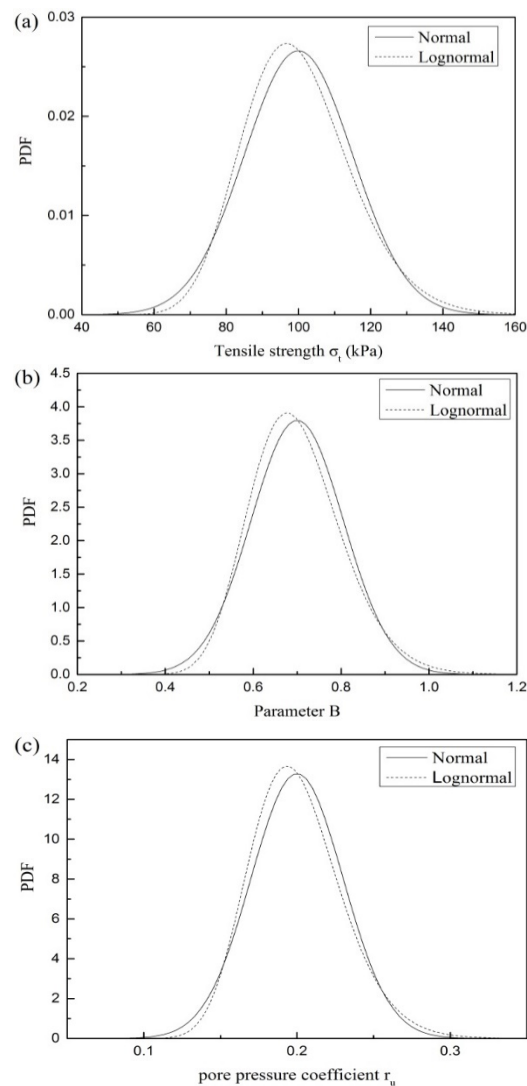 (a)
0.03
0.02
0.01
0.00
PDF
Normal
Lognormal
40 60 80 100 120 140 160
Tensile strength σt (kPa)
(b)
4.5
4.0
3.5
3.0
2.5
2.0
1.5
1.0
0.5
0.0
PDF
Normal
Lognormal
0.2 0.4 0.6 0.8 1.0 1.2
Parameter B
(c)
14
12
10
8
6
4
2
0
PDF
Normal
Lognormal
0.1 0.2 0.3
pore pressure coefficient ru